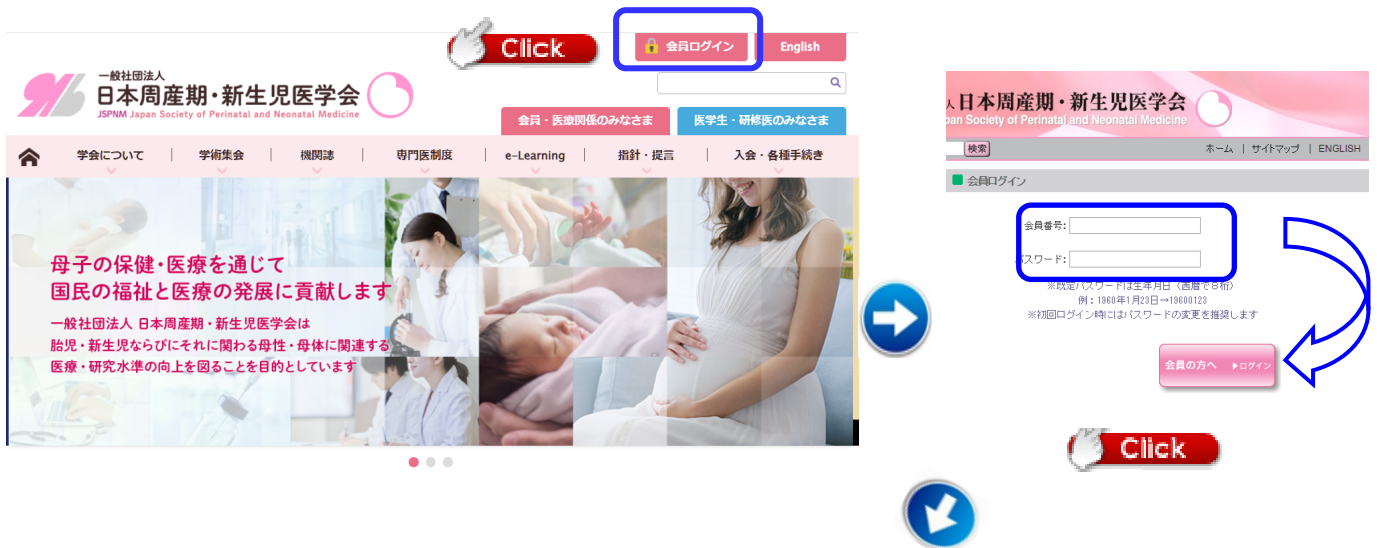 Click
会員ログイン
English
一般社団法人
日本周産期・新生児医学会
JSPNM Japan Society of Perinatal and Neonatal Medicine
会員・医療関係のみなさま
医学生・研修医のみなさま
学会について
学術集会
機関誌
専門医制度
e-Learning
指針・提言
入会・各種手続き
母子の保健・医療を通じて
国民の福祉と医療の発展に貢献します
一般社団法人 日本周産期・新生児医学会は
胎児・新生児ならびにそれに関わる母性・母体に関連する
医療・研究水準の向上を図ることを目的としています
人日本周産期・新生児医学会
pan Society of Perinatal and Neonatal Medicine
検索
ホーム | サイトマップ | ENGLISH
会員ログイン
会員番号:
パスワード:
※既定パスワードは生年月日（西暦で8桁）
例：1960年1月23日→19600123
※初回ログイン時にはパスワードの変更を推奨します
会員の方へ ▶ログイン
Click